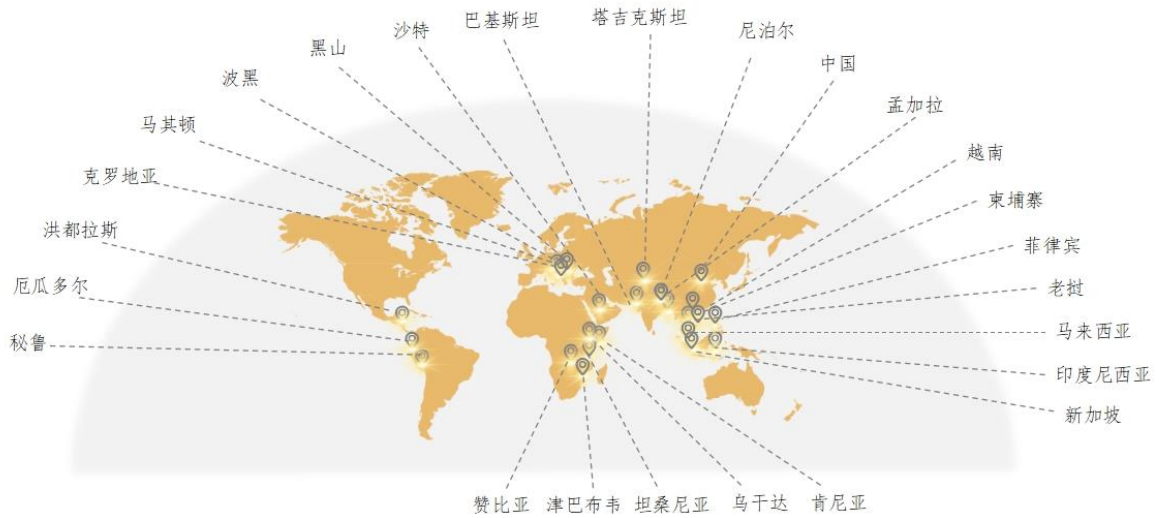 塔吉克斯坦
巴基斯坦
沙特
尼泊尔
黑山
中国
波黑
孟加拉
马其顿
越南
克罗地亚
柬埔寨
洪都拉斯
菲律宾
厄瓜多尔
老挝
秘鲁
马来西亚
印度尼西亚
新加坡
赞比亚
津巴布韦
坦桑尼亚
乌干达
肯尼亚